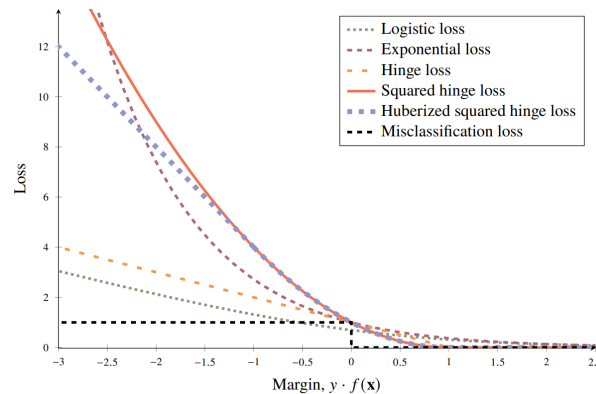 Logistic loss
Exponential loss
Hinge loss
Squared hinge loss
Huberized squared hinge loss
Misclassification loss
12
10
8
6
4
2
0
Loss
-3 -2.5 -2 -1.5 -1 -0.5 0 0.5 1 1.5 2 2.5
Margin, y · f(x)